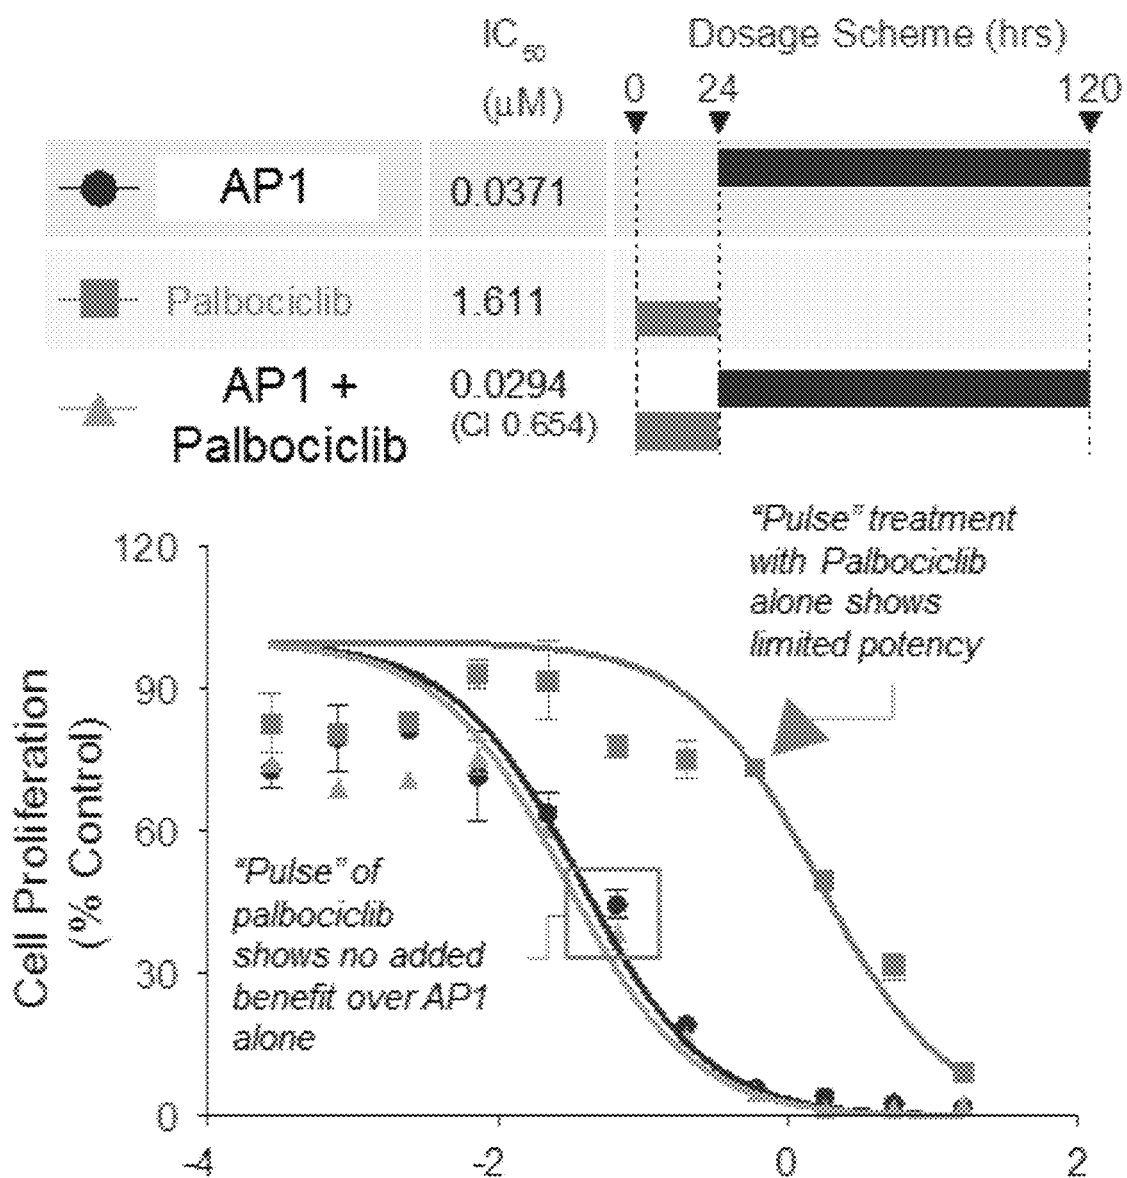 IC50 Dosage Scheme (hrs)
(μM) 0 24 120
AP1 0.0371
Palbociclib 1.611
AP1 + 0.0294
Palbociclib (CI 0.654)
"Pulse" treatment
with Palbociclib
alone shows
limited potency
120
90
60
30
0
Cell Proliferation
(% Control)
"Pulse" of
palbociclib
shows no added
benefit over AP1
alone
-4 -2 0 2